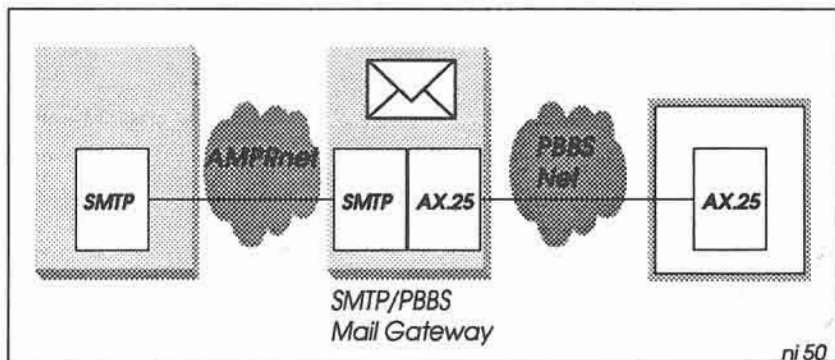 SMTP
AMPRnet
SMTP
AX.25
PBBS
Net
AX.25
SMTP/PBBS
Mail Gateway
ni 50